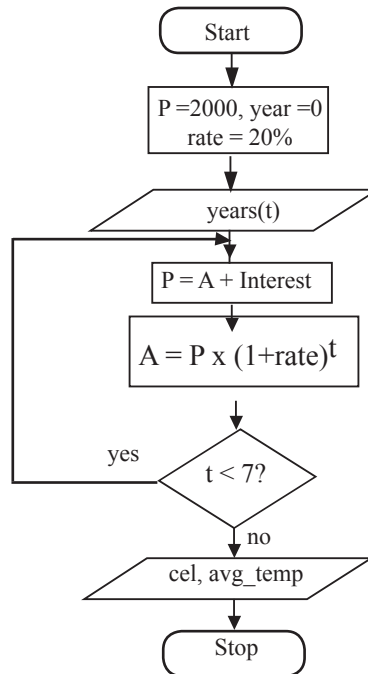 Start
P =2000, year =0
rate = 20%
years(t)
P = A + Interest
A = P x (1+rate)^t
yes
t < 7?
no
cel, avg_temp
Stop